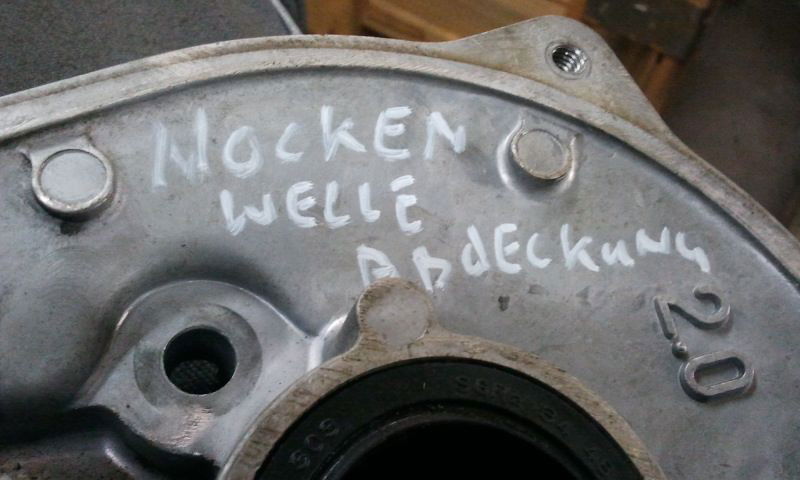 NOCKEN
WELLE
ABdECKUNG
2.0